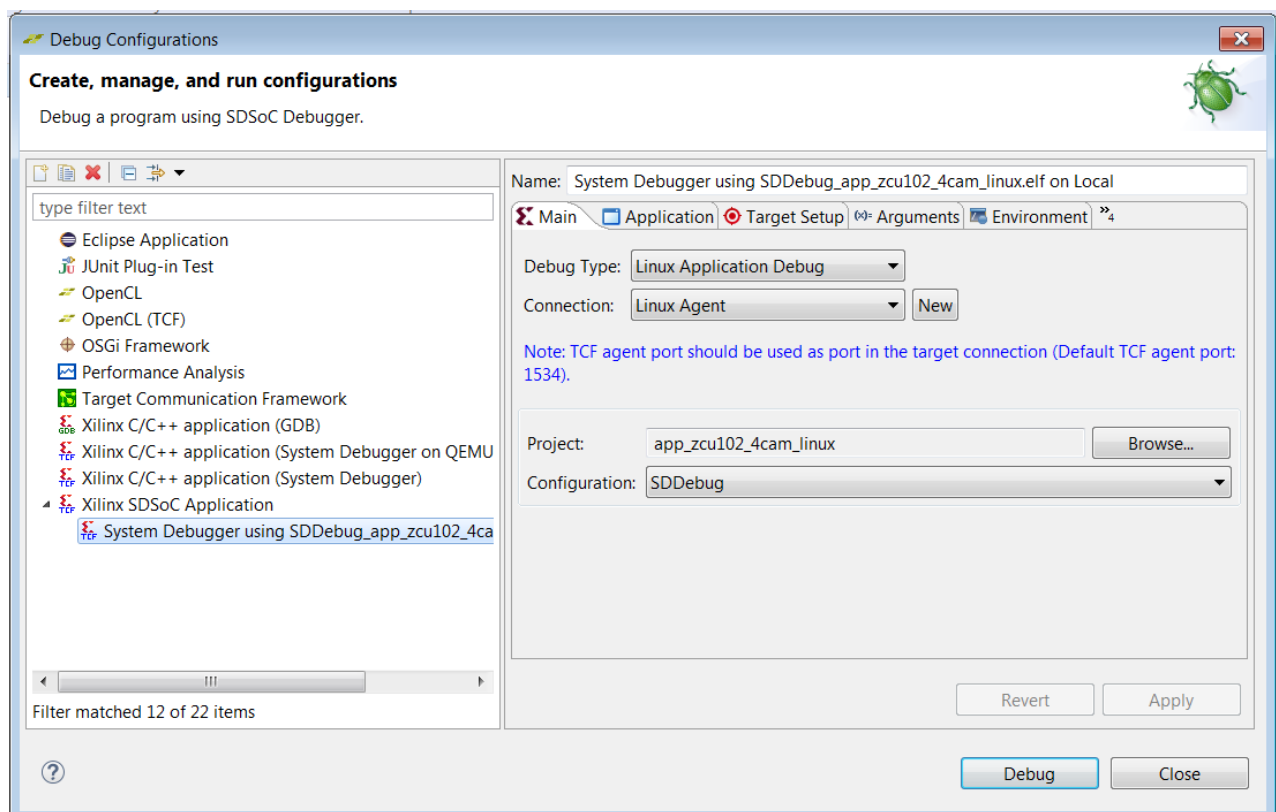 Debug Configurations
Create, manage, and run configurations
Debug a program using SDSoC Debugger.
type filter text
Eclipse Application
JUnit Plug-in Test
OpenCL
OpenCL (TCF)
OSGi Framework
Performance Analysis
Target Communication Framework
Xilinx C/C++ application (GDB)
Xilinx C/C++ application (System Debugger on QEMU
Xilinx C/C++ application (System Debugger)
Xilinx SDSoC Application
System Debugger using SDDebug_app_zcu102_4ca
Filter matched 12 of 22 items
Name: System Debugger using SDDebug_app_zcu102_4cam_linux.elf on Local
Main Application Target Setup (x)= Arguments Environment »4
Debug Type: Linux Application Debug
Connection: Linux Agent New
Note: TCF agent port should be used as port in the target connection (Default TCF agent port:
1534).
Project: app_zcu102_4cam_linux Browse...
Configuration: SDDebug
Revert Apply
Debug Close